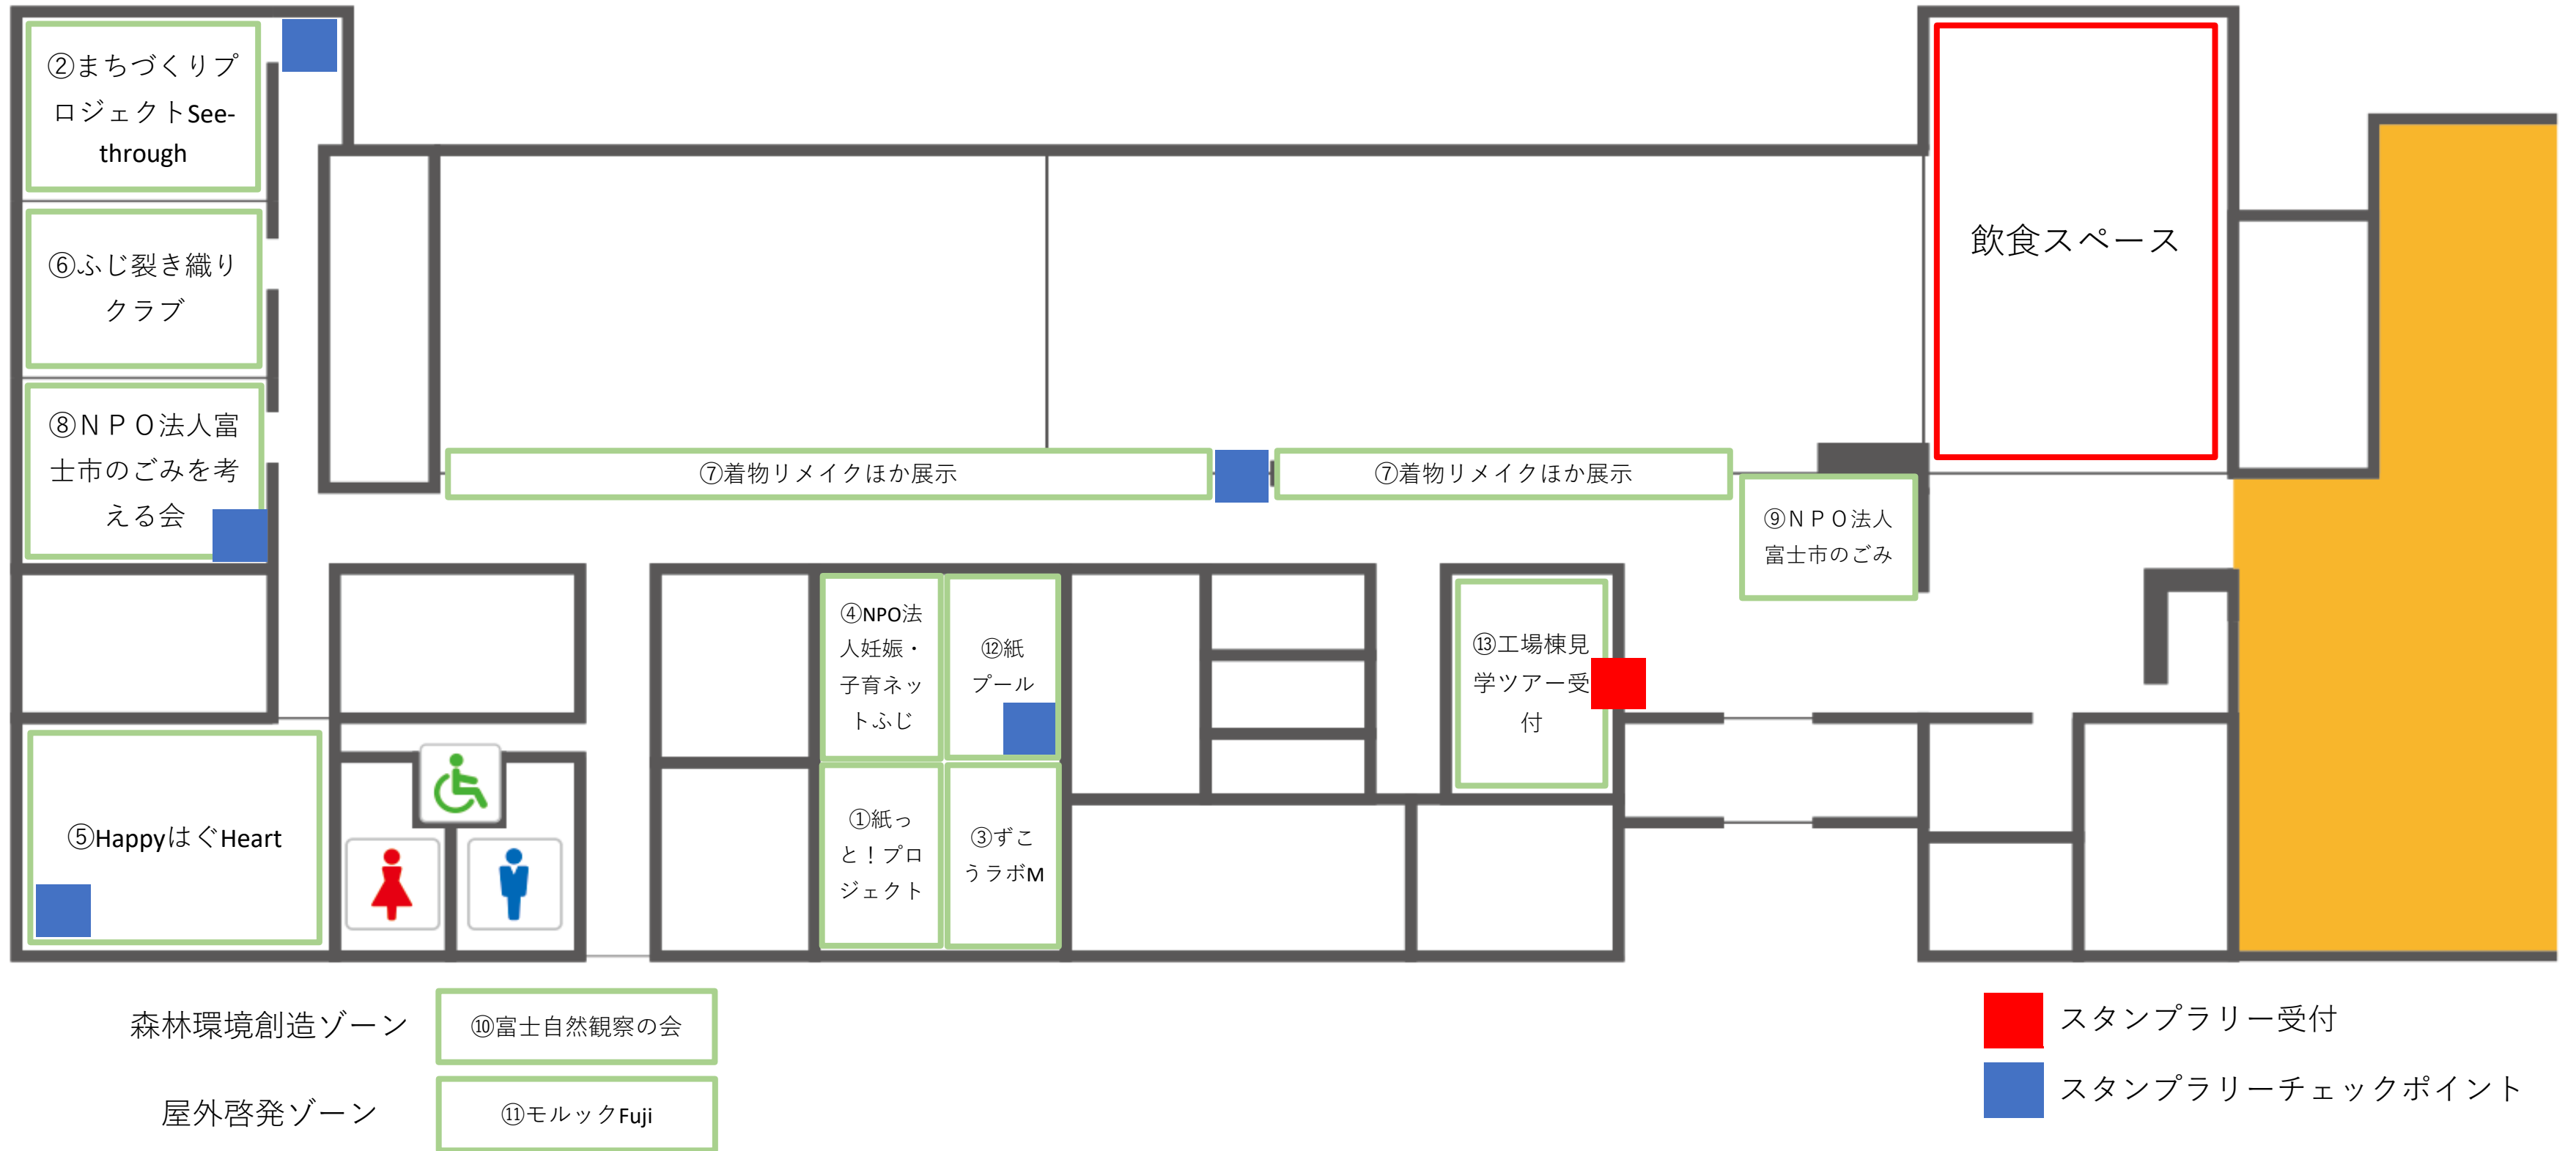 ②まちづくりプ
ロジェクトSee-
through
⑥ふじ裂き織り
クラブ
⑧ＮＰＯ法人富
士市のごみを考
える会
飲食スペース
⑦着物リメイクほか展示
⑦着物リメイクほか展示
⑨ＮＰＯ法人
富士市のごみ
④NPO法
人妊娠・
子育ネッ
トふじ
⑫紙
プール
⑬工場棟見
学ツアー受
付
⑤HappyはぐHeart
①紙っ
と！プロ
ジェクト
③ずこ
うラボM
森林環境創造ゾーン
⑩富士自然観察の会
屋外啓発ゾーン
⑪モルックFuji
スタンプラリー受付
スタンプラリーチェックポイント